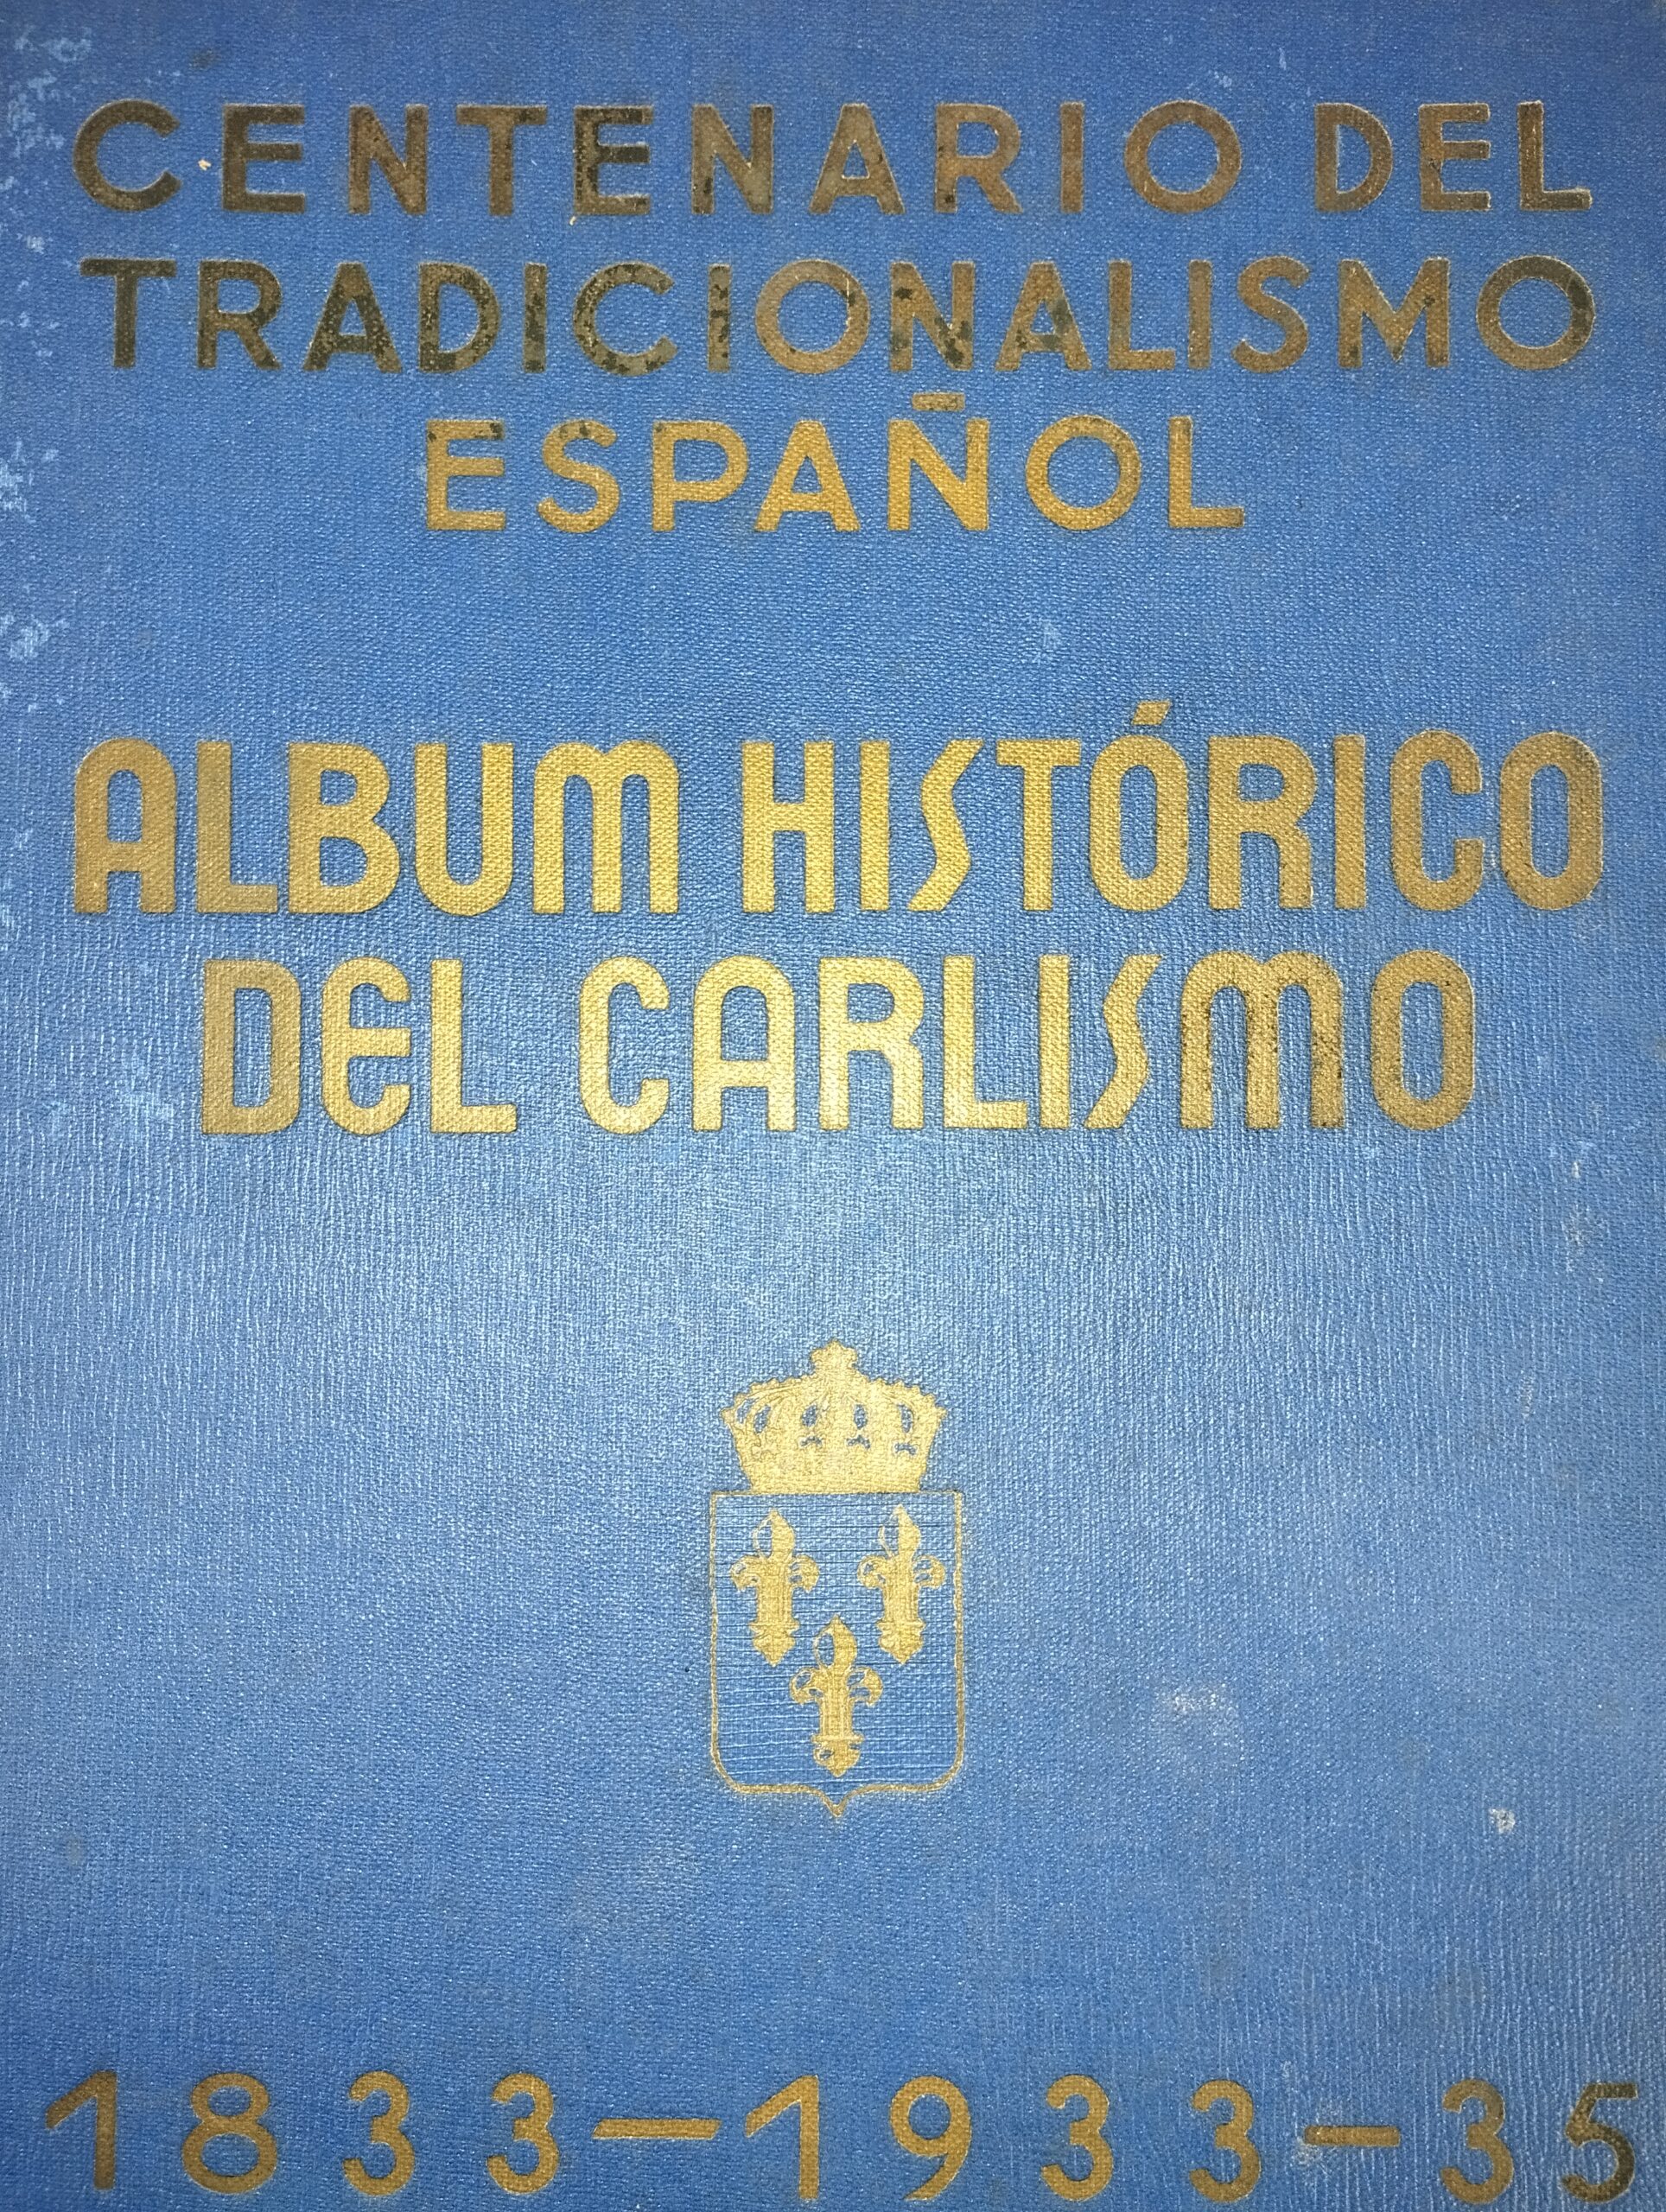 CENTENARIO DEL
TRADICIONALISMO
ESPAÑOL
ALBUM HISTÓRICO
DEL CARLISMO
1833—1933—35